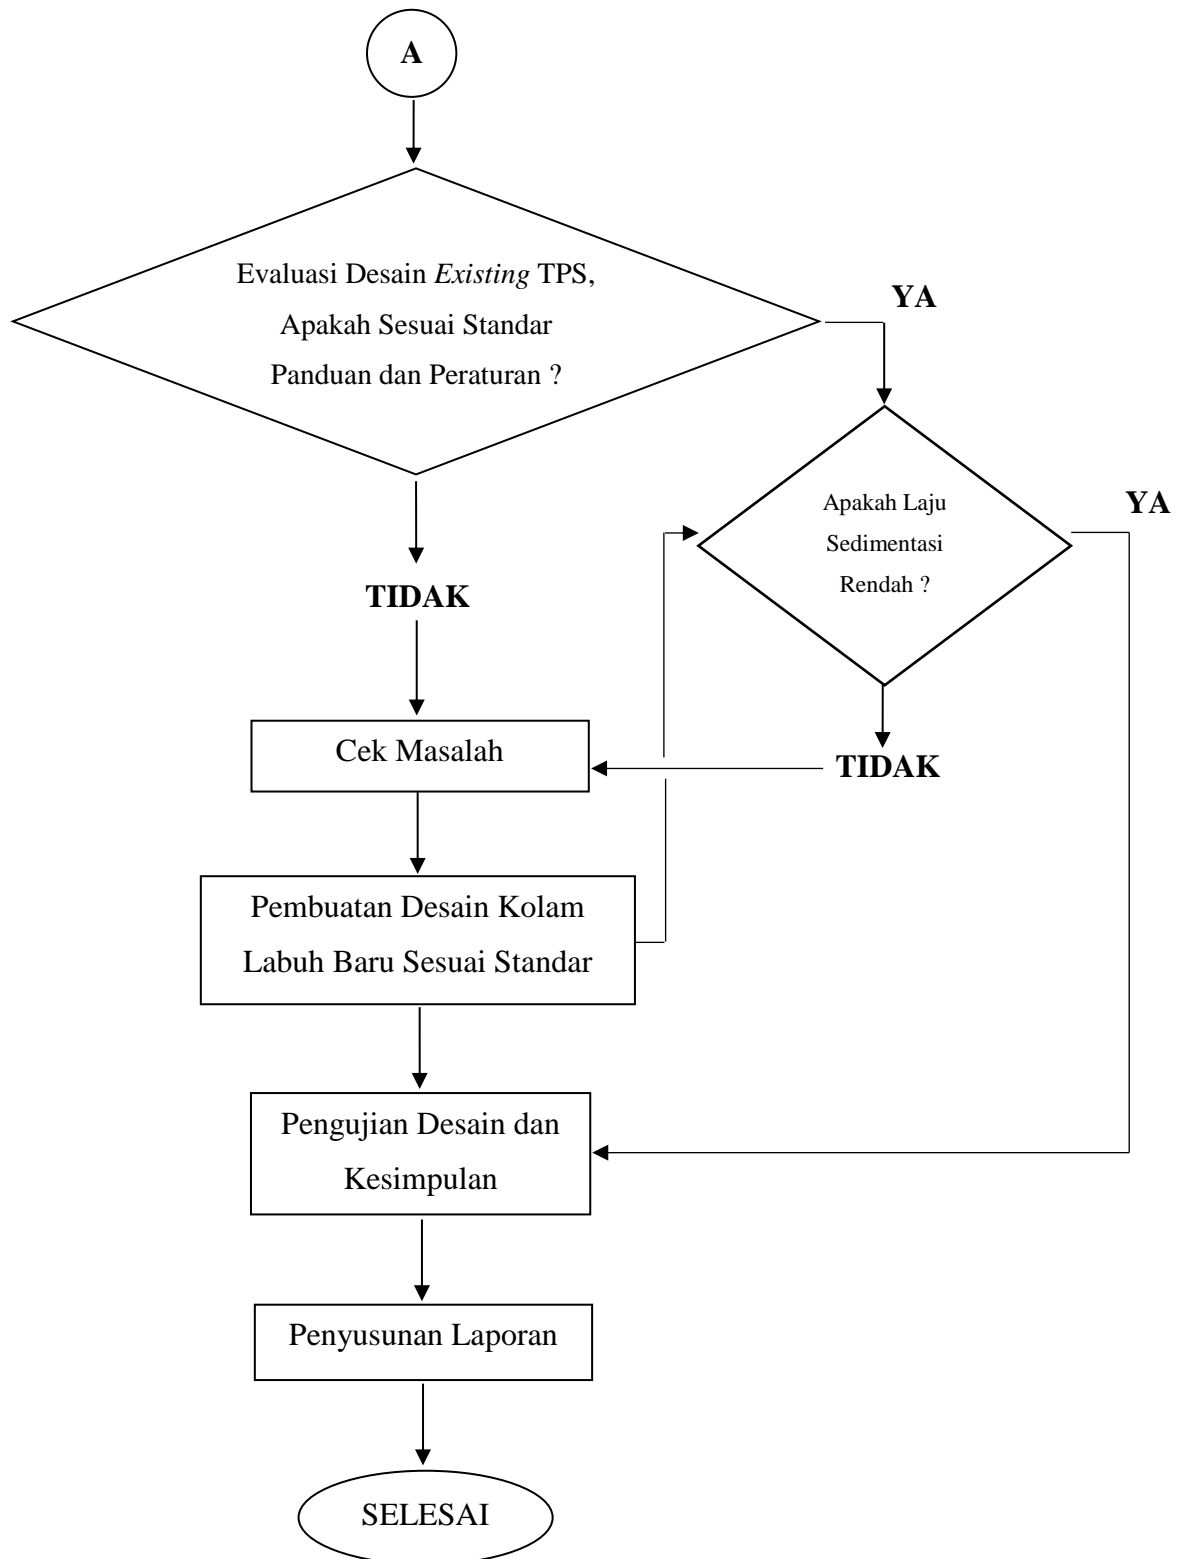 A
Evaluasi Desain Existing TPS,
Apakah Sesuai Standar
Panduan dan Peraturan ?
YA
Apakah Laju
Sedimentasi
Rendah ?
YA
TIDAK
Cek Masalah
TIDAK
Pembuatan Desain Kolam
Labuh Baru Sesuai Standar
Pengujian Desain dan
Kesimpulan
Penyusunan Laporan
SELESAI